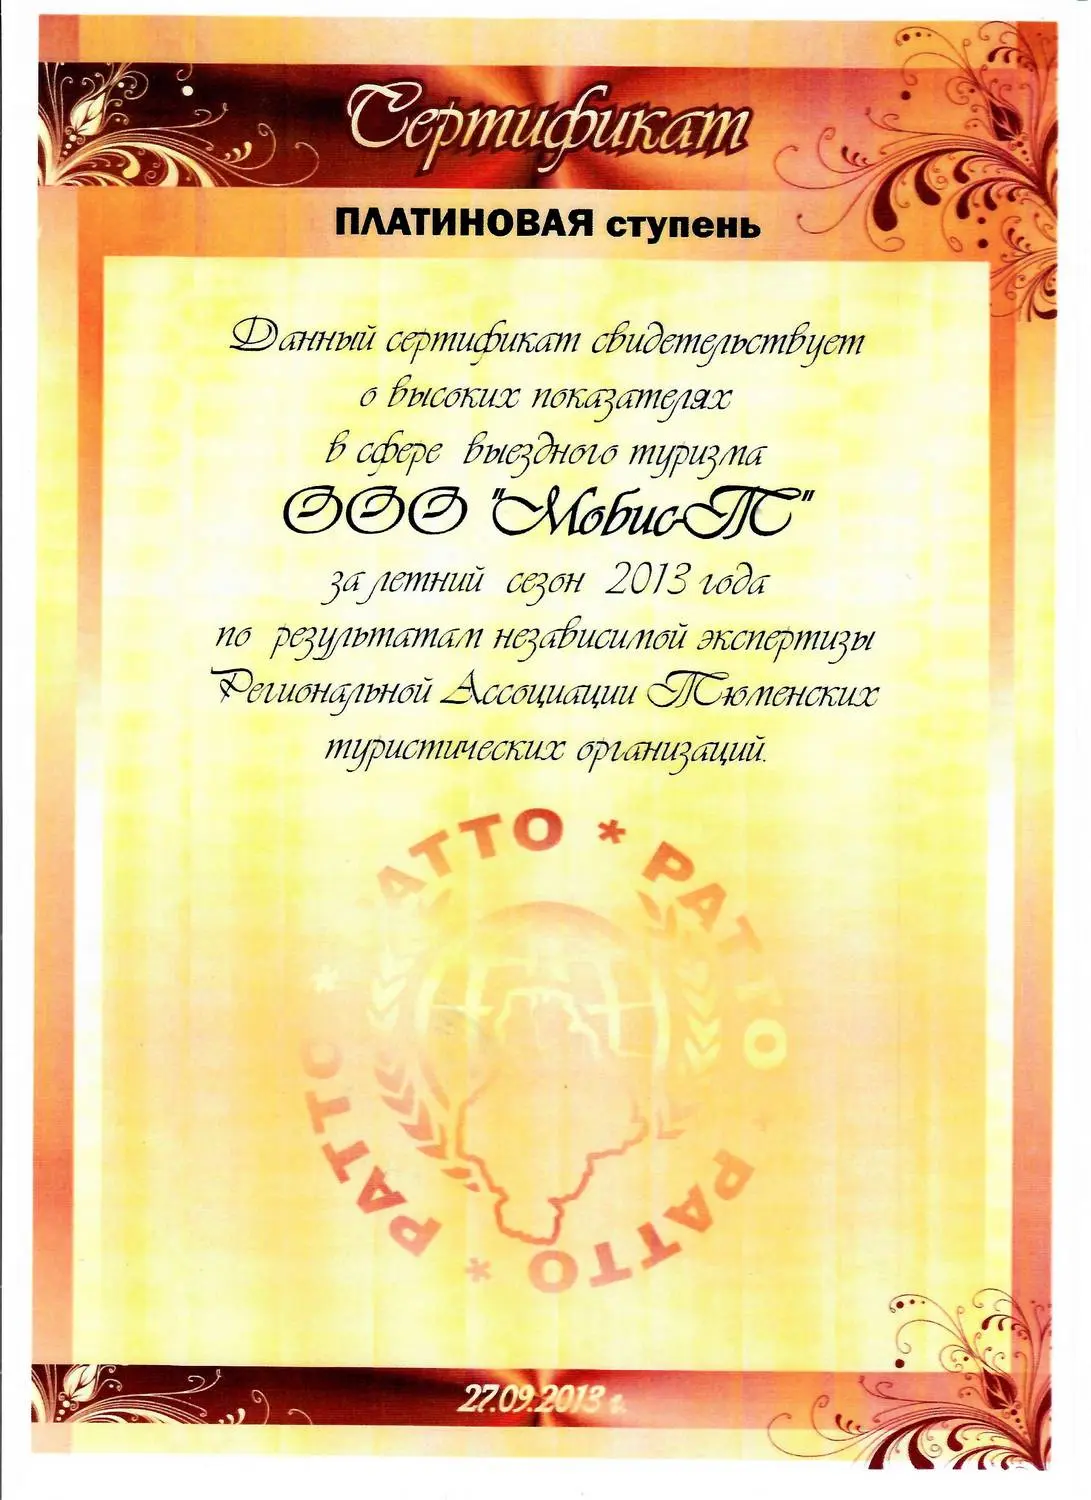 Сертификат
ПЛАТИНОВАЯ ступень
Данный сертификат свидетельствует
о высоких показателях
в сфере выездного туризма
ООО "Мобис-Т"
за летний сезон 2013 года
по результатам независимой экспертизы
Региональной Ассоциации Тюменских
туристических организаций.
РАТТО * РАТТО * РАТТО * РАТТО *
27.09.2013 г.